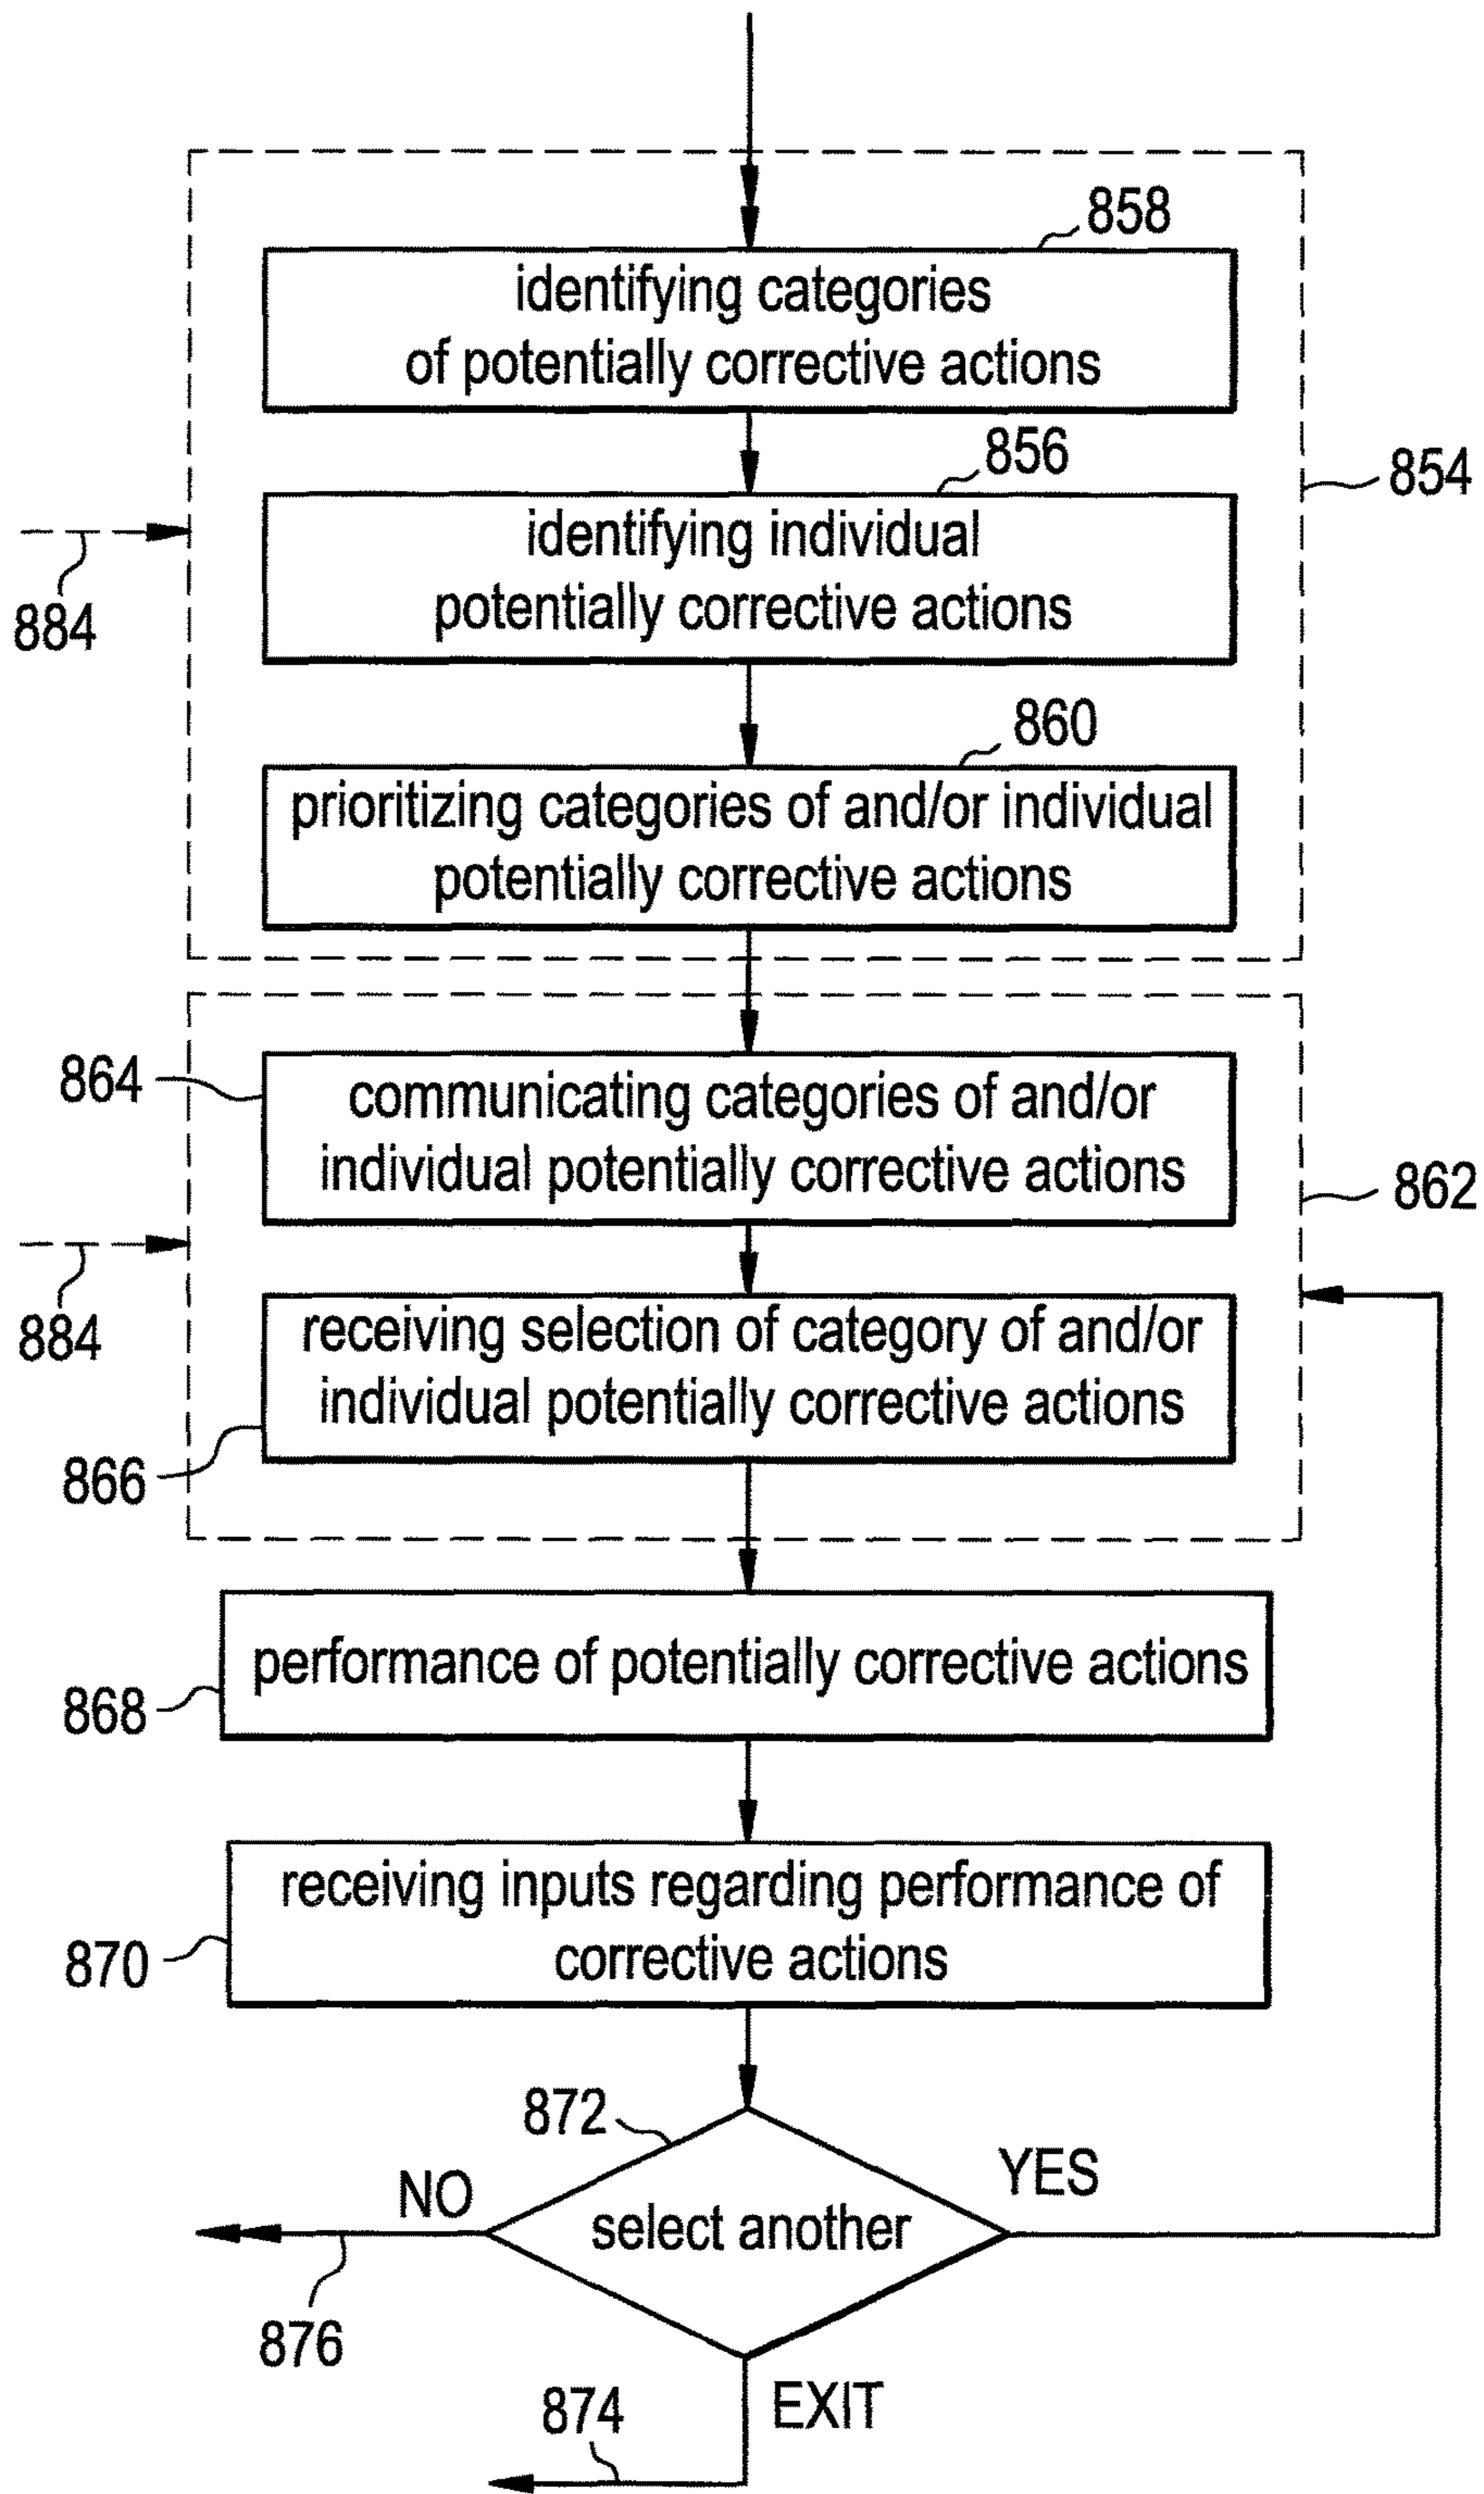 858
identifying categories
of potentially corrective actions
856
854
identifying individual
potentially corrective actions
884
860
prioritizing categories of and/or individual
potentially corrective actions
864
communicating categories of and/or
individual potentially corrective actions
862
884
receiving selection of category of and/or
individual potentially corrective actions
866
performance of potentially corrective actions
868
receiving inputs regarding performance of
corrective actions
870
872
NO
YES
select another
876
874
EXIT